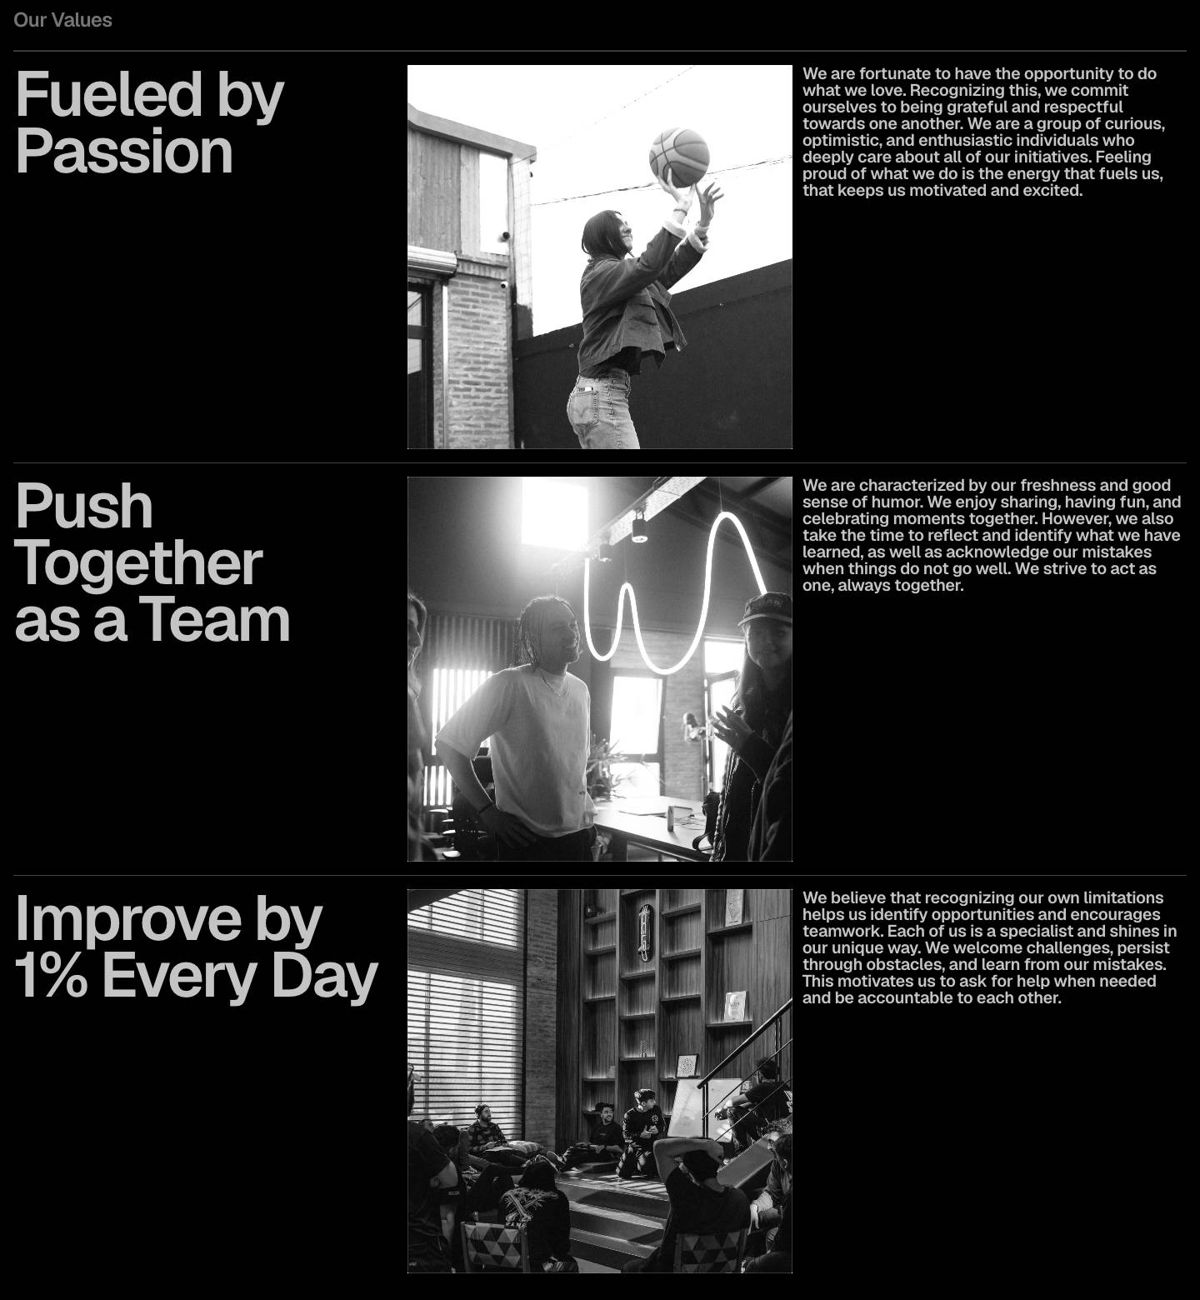 Our Values
Fueled by
Passion
We are fortunate to have the opportunity to do
what we love. Recognizing this, we commit
ourselves to being grateful and respectful
towards one another. We are a group of curious,
optimistic, and enthusiastic individuals who
deeply care about all of our initiatives. Feeling
proud of what we do is the energy that fuels us,
that keeps us motivated and excited.
Push
Together
as a Team
We are characterized by our freshness and good
sense of humor. We enjoy sharing, having fun, and
celebrating moments together. However, we also
take the time to reflect and identify what we have
learned, as well as acknowledge our mistakes
when things do not go well. We strive to act as
one, always together.
Improve by
1% Every Day
We believe that recognizing our own limitations
helps us identify opportunities and encourages
teamwork. Each of us is a specialist and shines in
our unique way. We welcome challenges, persist
through obstacles, and learn from our mistakes.
This motivates us to ask for help when needed
and be accountable to each other.